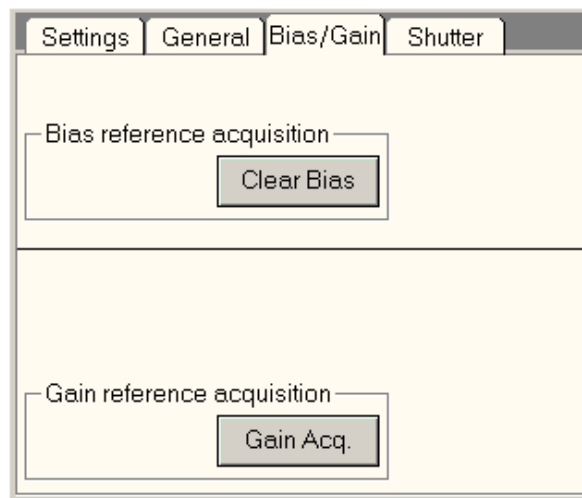 Settings General Bias/Gain Shutter
Bias reference acquisition
Clear Bias
Gain reference acquisition
Gain Acq.